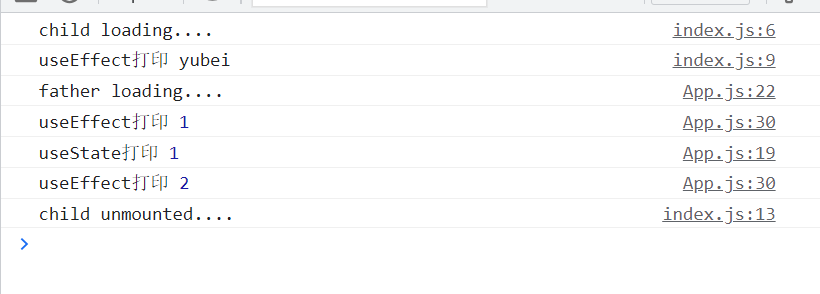 child loading.... index.js:6
useEffect打印 yubei index.js:9
father loading.... App.js:22
useEffect打印 1 App.js:30
useState打印 1 App.js:19
useEffect打印 2 App.js:30
child unmounted.... index.js:13